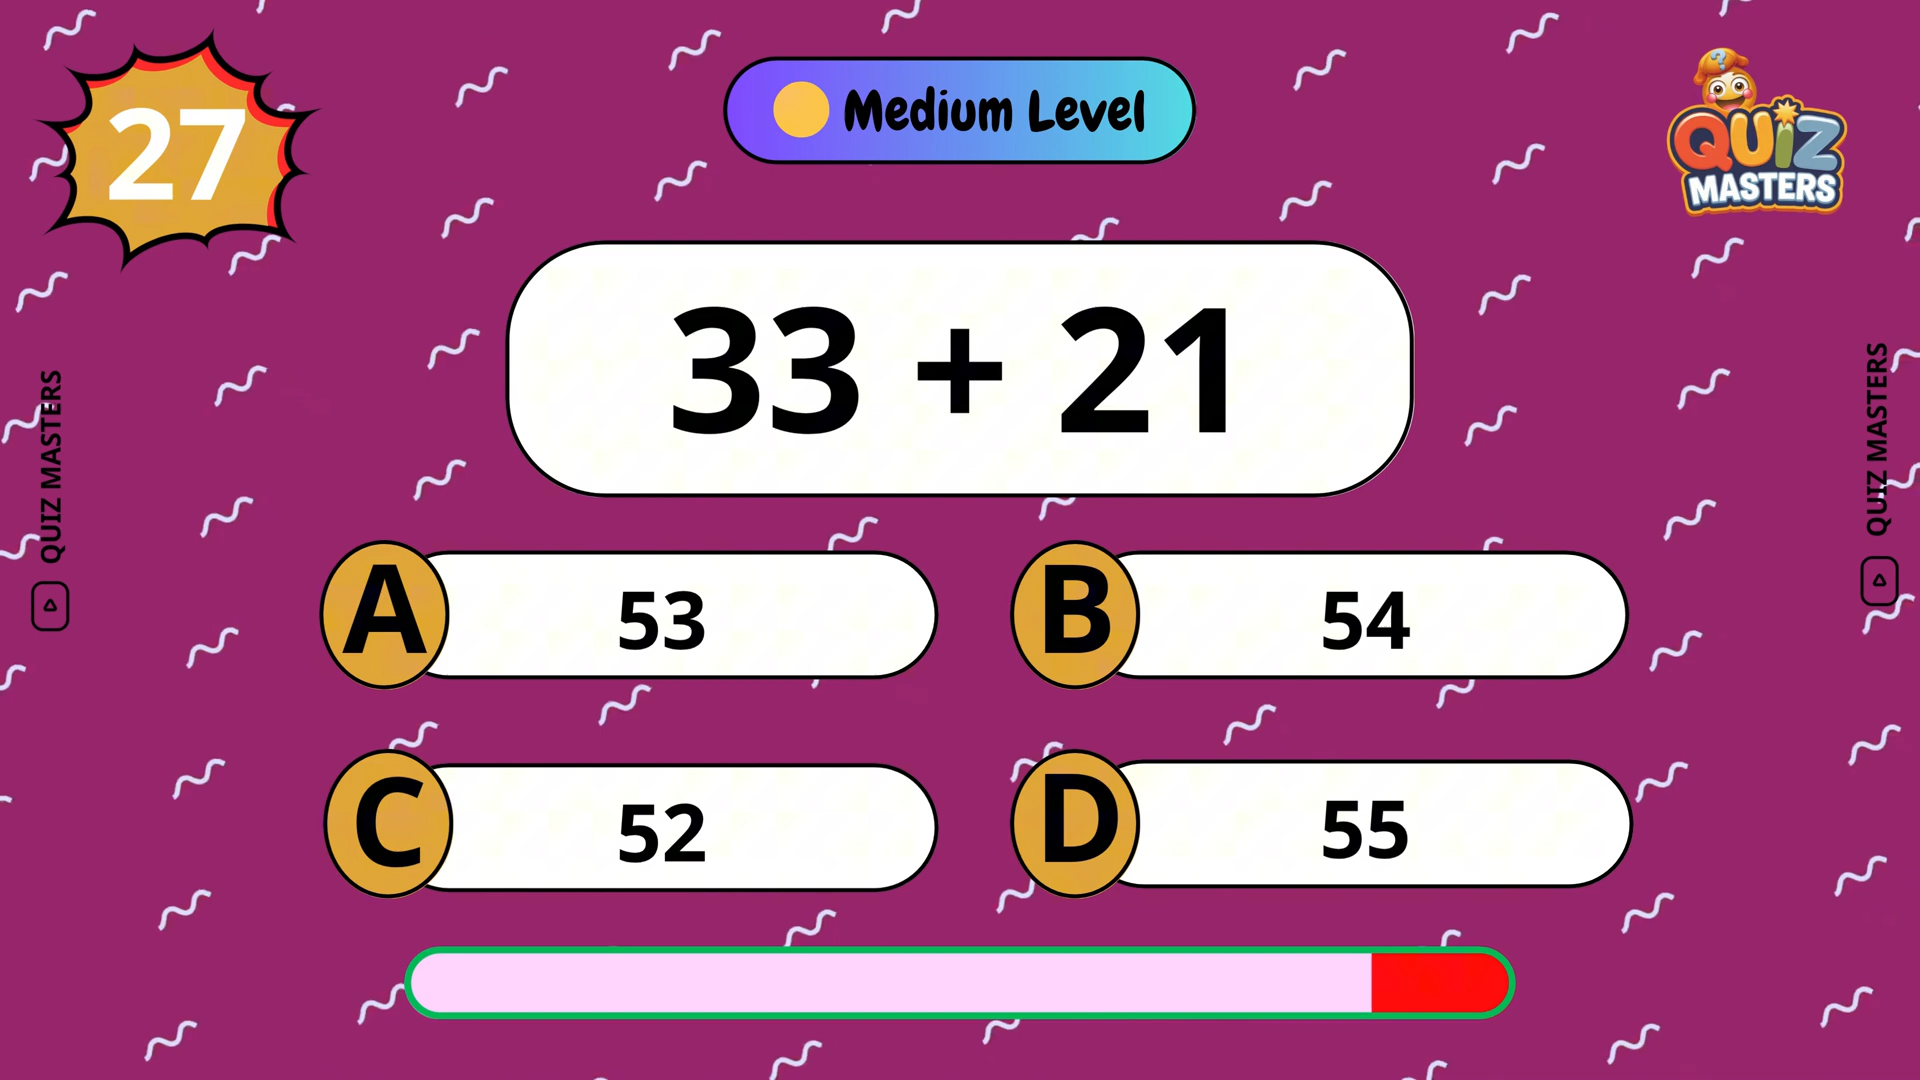 27
Medium Level
?
QUIZ
MASTERS
33 + 21
QUIZ MASTERS
QUIZ MASTERS
A 53
B 54
C 52
D 55